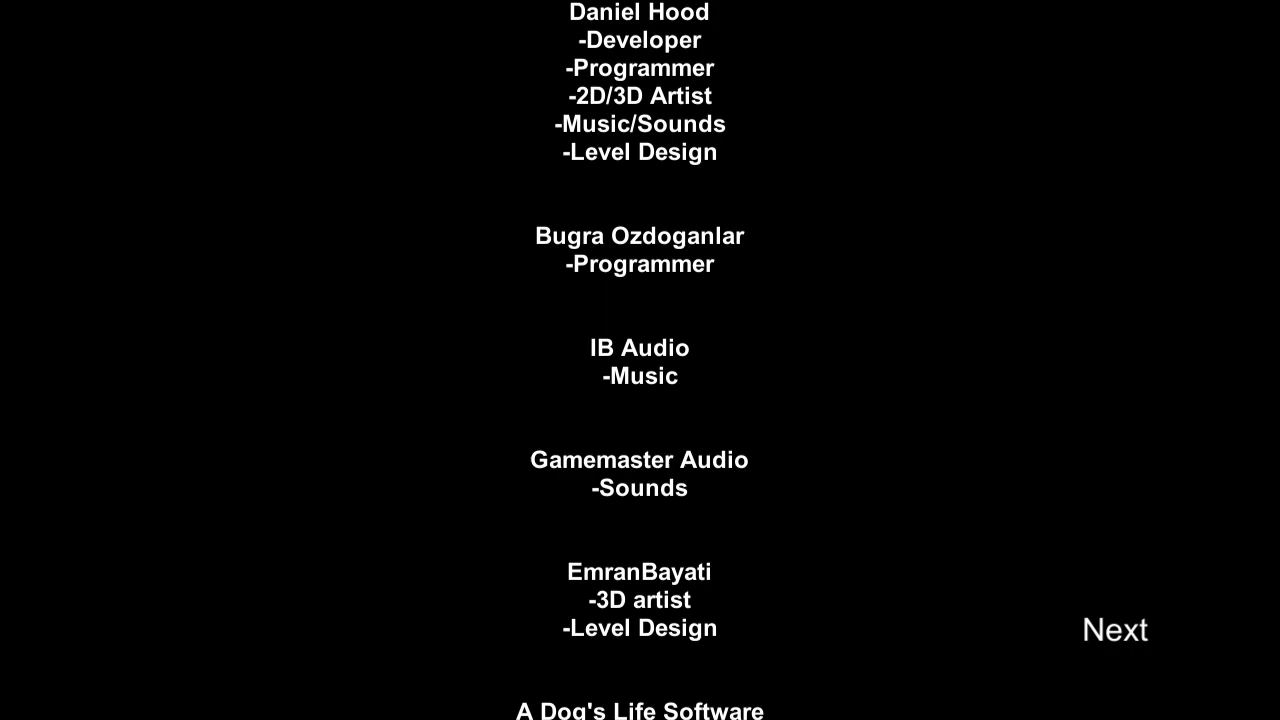 Daniel Hood
-Developer
-Programmer
-2D/3D Artist
-Music/Sounds
-Level Design
Bugra Ozdoganlar
-Programmer
IB Audio
-Music
Gamemaster Audio
-Sounds
EmranBayati
-3D artist
-Level Design
Next
A Dog's Life Software